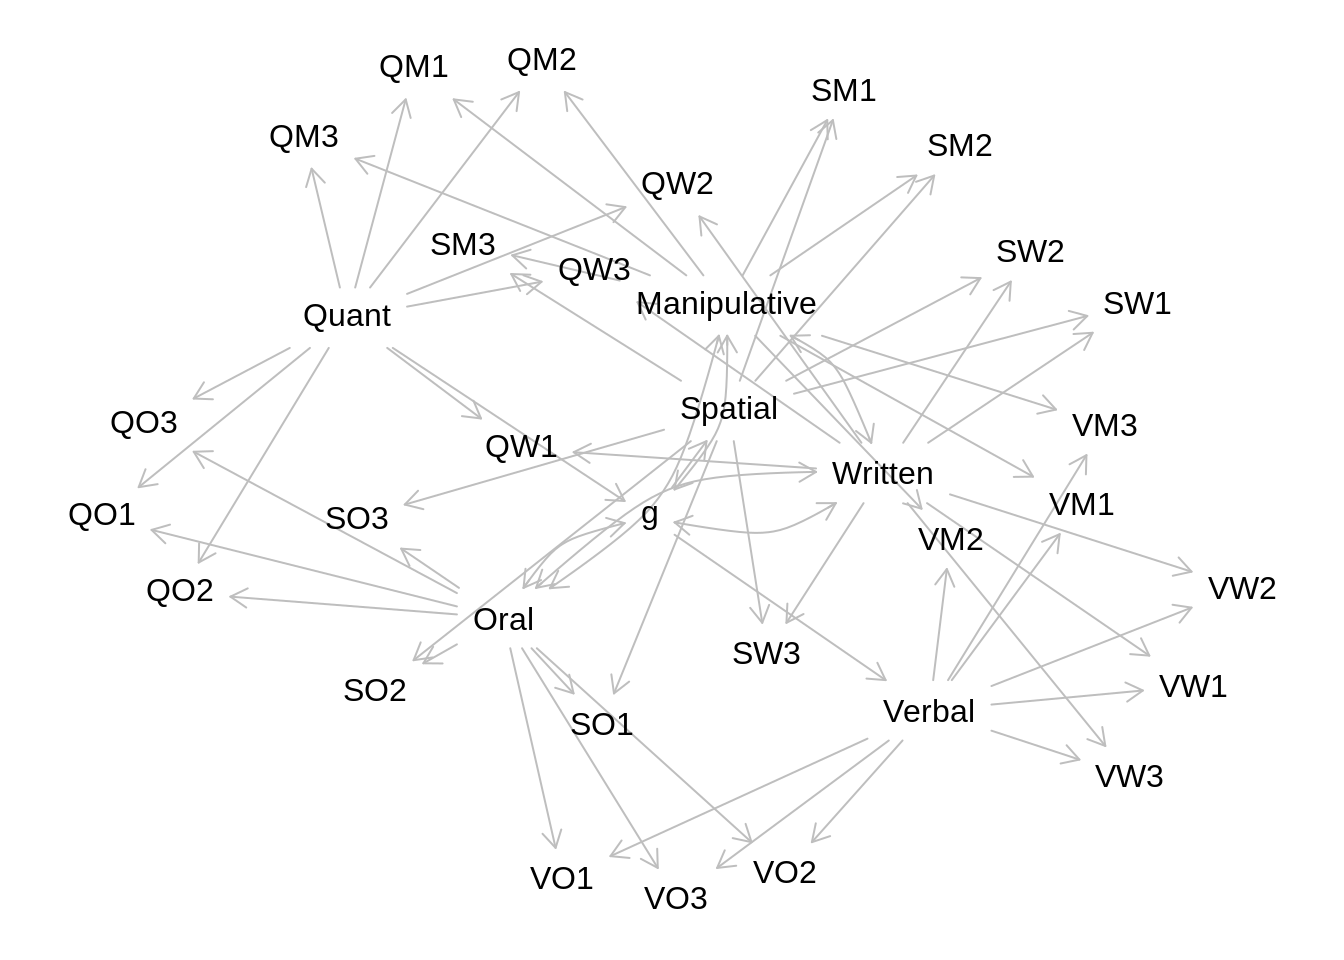 QM2
QM1
SM1
QM3
SM2
QW2
SM3
SW2
QW3
Manipulative
SW1
Quant
Spatial
QO3
VM3
QW1
Written
VM1
QO1
SO3
g
VM2
QO2
VW2
Oral
SW3
SO2
VW1
Verbal
SO1
VW3
VO2
VO1
VO3